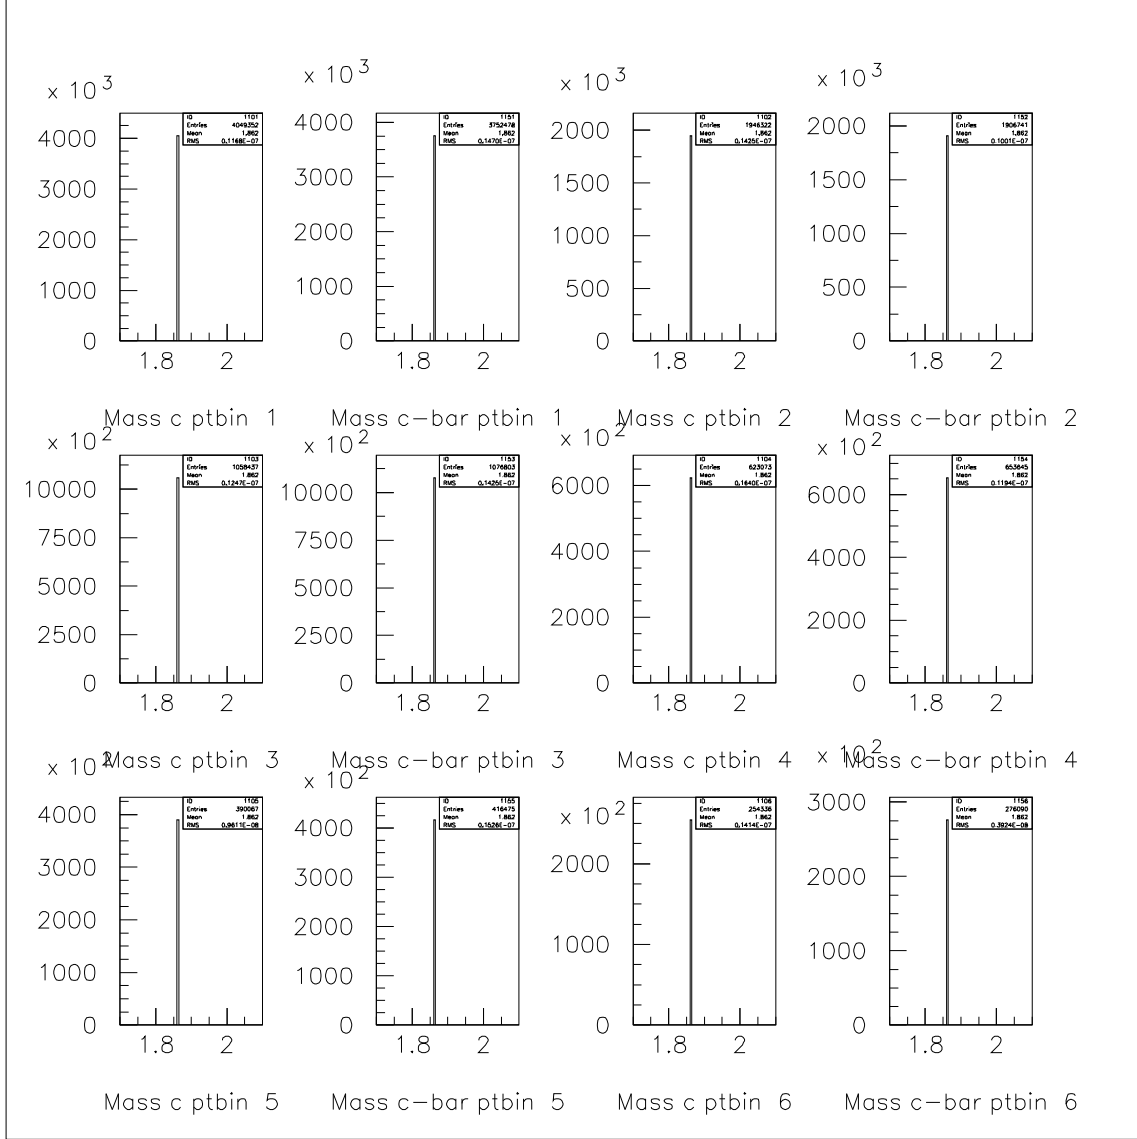 x 10 3
ID 1101
Entries 4049352
Mean 1.862
RMS 0.1168E-07
4000
3000
2000
1000
0
1.8 2
Mass c ptbin 1
x 10 3
ID 1151
Entries 3752478
Mean 1.862
RMS 0.1470E-07
4000
3000
2000
1000
0
1.8 2
Mass c-bar ptbin 1
x 10 3
ID 1102
Entries 1946322
Mean 1.862
RMS 0.1425E-07
2000
1500
1000
500
0
1.8 2
Mass c ptbin 2
x 10 3
ID 1152
Entries 1906741
Mean 1.862
RMS 0.1001E-07
2000
1500
1000
500
0
1.8 2
Mass c-bar ptbin 2
x 10 2
ID 1103
Entries 1058437
Mean 1.862
RMS 0.1247E-07
10000
7500
5000
2500
0
1.8 2
Mass c ptbin 3
x 10 2
ID 1153
Entries 1076803
Mean 1.862
RMS 0.1425E-07
10000
7500
5000
2500
0
1.8 2
Mass c-bar ptbin 3
x 10 2
ID 1104
Entries 623073
Mean 1.862
RMS 0.1640E-07
6000
4000
2000
0
1.8 2
Mass c ptbin 4
x 10 2
ID 1154
Entries 653645
Mean 1.862
RMS 0.1194E-07
6000
4000
2000
0
1.8 2
Mass c-bar ptbin 4
x 10 2
ID 1105
Entries 390067
Mean 1.862
RMS 0.9611E-08
4000
3000
2000
1000
0
1.8 2
Mass c ptbin 5
x 10 2
ID 1155
Entries 416475
Mean 1.862
RMS 0.1526E-07
4000
3000
2000
1000
0
1.8 2
Mass c-bar ptbin 5
x 10 2
ID 1106
Entries 254336
Mean 1.862
RMS 0.1414E-07
2000
1000
0
1.8 2
Mass c ptbin 6
x 10 2
ID 1156
Entries 276090
Mean 1.862
RMS 0.3924E-08
3000
2000
1000
0
1.8 2
Mass c-bar ptbin 6